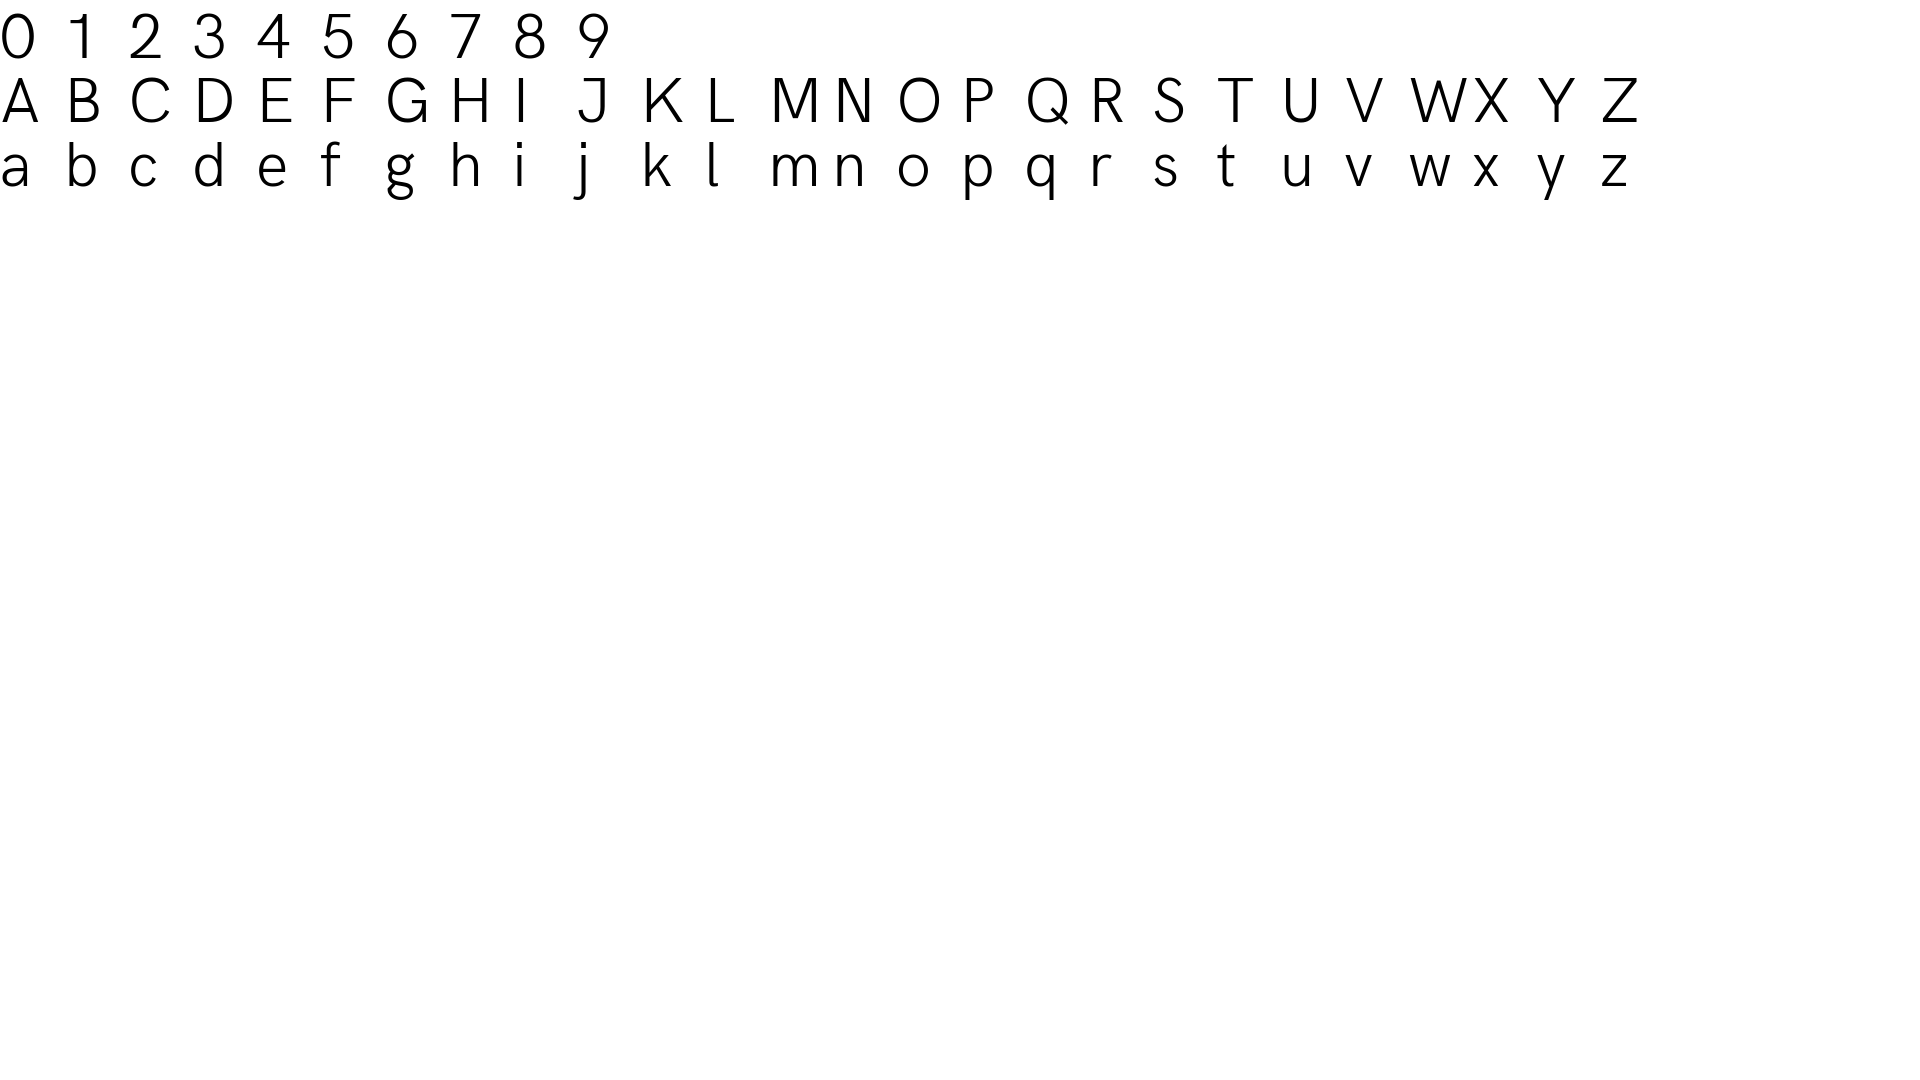 0 1 2 3 4 5 6 7 8 9
A B C D E F G H I J K L M N O P Q R S T U V W X Y Z
a b c d e f g h i j k l m n o p q r s t u v w x y z